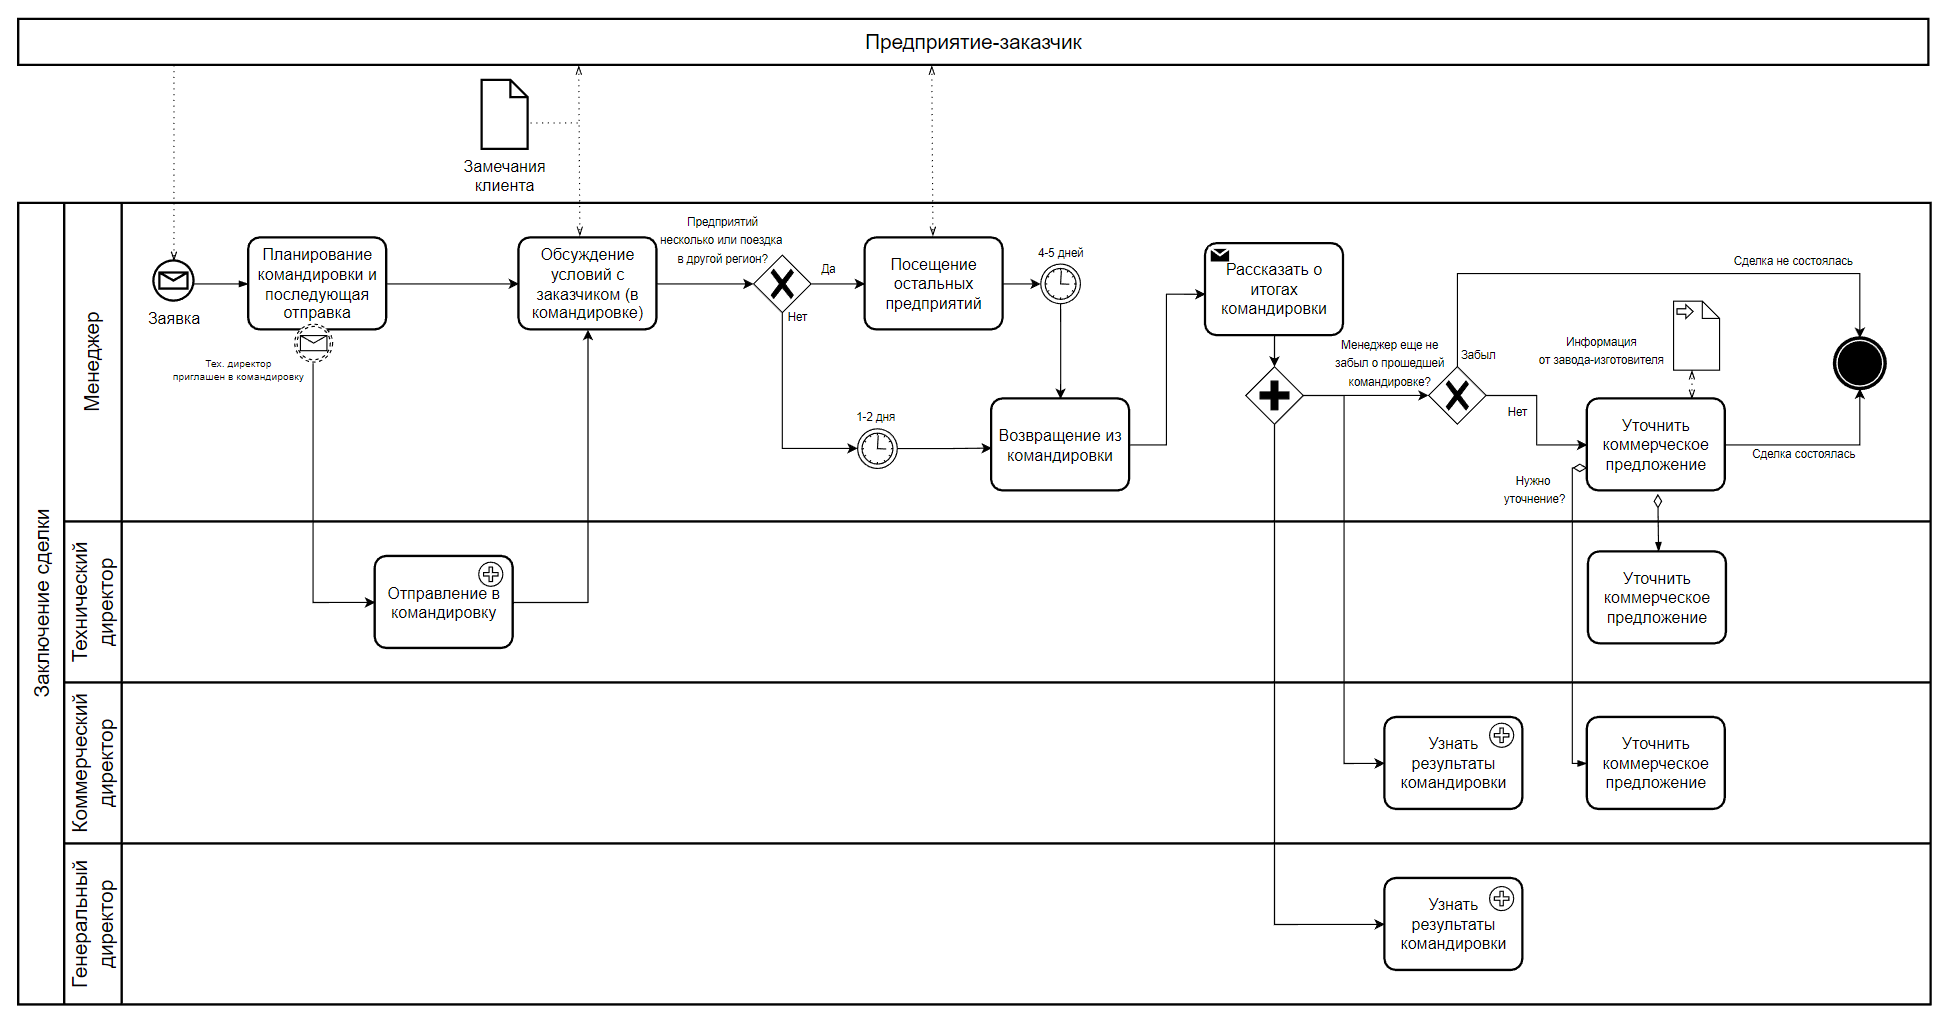 Предприятие-заказчик
Замечания
клиента
Заключение сделки
Менеджер
Заявка
Планирование
командировки и
последующая
отправка
Тех. директор
приглашен в командировку
Обсуждение
условий с
заказчиком (в
командировке)
Предприятий
несколько или поездка
в другой регион?
Да
Нет
Посещение
остальных
предприятий
4-5 дней
1-2 дня
Возвращение из
командировки
Рассказать о
итогах
командировки
Менеджер еще не
забыл о прошедшей
командировке?
Забыл
Нет
Сделка не состоялась
Информация
от завода-изготовителя
Уточнить
коммерческое
предложение
Сделка состоялась
Нужно
уточнение?
Технический
директор
Отправление в
командировку
Уточнить
коммерческое
предложение
Коммерческий
директор
Узнать
результаты
командировки
Уточнить
коммерческое
предложение
Генеральный
директор
Узнать
результаты
командировки